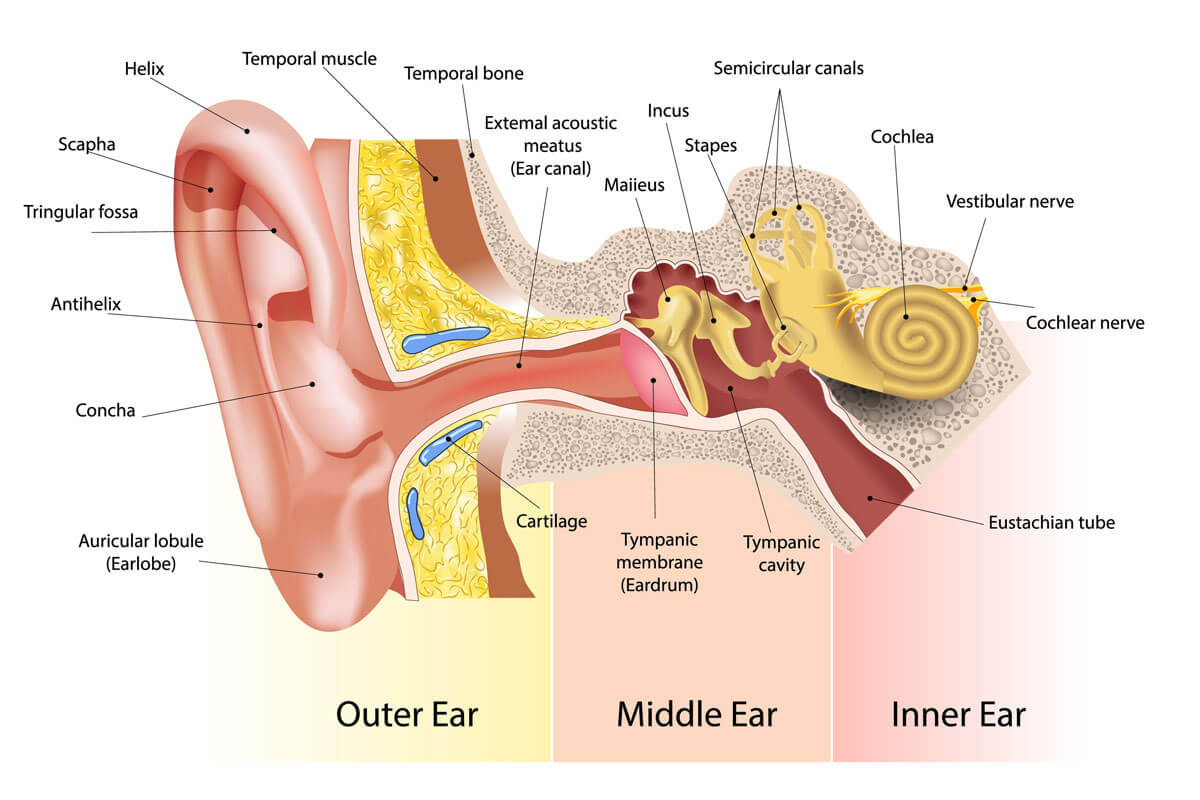 Helix
Temporal muscle
Temporal bone
Semicircular canals
Scapha
Extemal acoustic
meatus
(Ear canal)
Incus
Stapes
Cochlea
Maiieus
Tringular fossa
Vestibular nerve
Antihelix
Cochlear nerve
Concha
Cartilage
Eustachian tube
Auricular lobule
(Earlobe)
Tympanic
membrane
(Eardrum)
Tympanic
cavity
Outer Ear
Middle Ear
Inner Ear